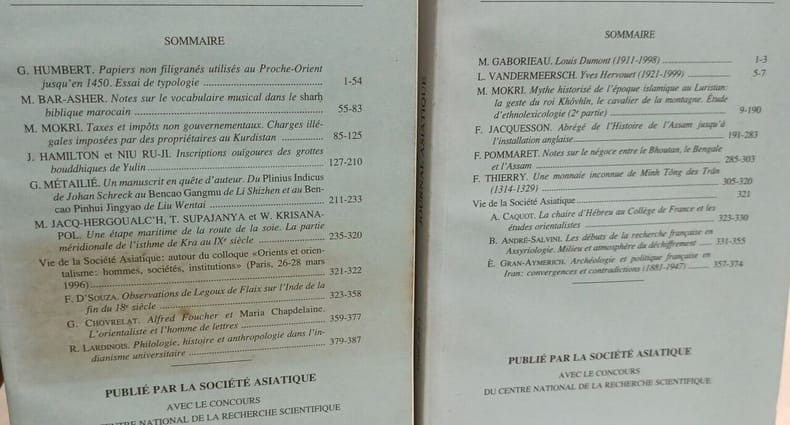 SOMMAIRE
G. HUMBERT. Papiers non filigranés utilisés au Proche-Orient
jusqu'en 1450. Essai de typologie ........ 1-54
M. BAR-ASHER. Notes sur le vocabulaire musical dans le sharḥ
biblique marocain ........ 55-83
M. MOKRI. Taxes et impôts non gouvernementaux. Charges illé-
gales imposées par des propriétaires au Kurdistan ........ 85-125
J. HAMILTON et NIU RU-JI. Inscriptions ouïgoures des grottes
bouddhiques de Yulin ........ 127-210
G. MÉTAILIÉ. Un manuscrit en quête d'auteur. Du Plinius Indicus
de Johan Schreck au Bencao Gangmu de Li Shizhen et au Ben-
cao Pinhui Jingyao de Liu Wentai ........ 211-233
M. JACQ-HERGOUALC'H, T. SUPAJANYA et W. KRISANA-
POL. Une étape maritime de la route de la soie. La partie
méridionale de l'isthme de Kra au IXe siècle ........ 235-320
Vie de la Société Asiatique: autour du colloque «Orients et orien-
talisme: hommes, sociétés, institutions» (Paris, 26-28 mars
1996) ........ 321-322
F. D'SOUZA. Observations de Legoux de Flaix sur l'Inde de la
fin du 18e siècle ........ 323-358
G. CHOVRELAT. Alfred Foucher et Maria Chapdelaine.
L'orientaliste et l'homme de lettres ........ 359-377
R. LARDINOIS. Philologie, histoire et anthropologie dans l'in-
dianisme universitaire ........ 379-387
PUBLIÉ PAR LA SOCIÉTÉ ASIATIQUE
AVEC LE CONCOURS
CENTRE NATIONAL DE LA RECHERCHE SCIENTIFIQUE
JOURNAL ASIATIQUE
SOMMAIRE
M. GABORIEAU. Louis Dumont (1911-1998) ........ 1-3
L. VANDERMEERSCH. Yves Hervouet (1921-1999) ........ 5-7
M. MOKRI. Mythe historisé de l'époque islamique au Luristan:
la geste du roi Khôvhîn, le cavalier de la montagne. Étude
d'ethnolexicologie (2e partie) ........ 9-190
F. JACQUESSON. Abrégé de l'Histoire de l'Assam jusqu'à
l'installation anglaise ........ 191-283
F. POMMARET. Notes sur le négoce entre le Bhoutan, le Bengale
et l'Assam ........ 285-303
F. THIERRY. Une monnaie inconnue de Minh Tông des Trân
(1314-1329) ........ 305-320
Vie de la Société Asiatique ........ 321
A. CAQUOT. La chaire d'Hébreu au Collège de France et les
études orientales ........ 323-330
B. ANDRÉ-SALVINI. Les débuts de la recherche française en
Assyriologie. Milieu et atmosphère du déchiffrement ........ 331-355
È. GRAN-AYMERICH. Archéologie et politique française en
Iran: convergences et contradictions (1881-1947) ........ 357-374
PUBLIÉ PAR LA SOCIÉTÉ ASIATIQUE
AVEC LE CONCOURS
DU CENTRE NATIONAL DE LA RECHERCHE SCIENTIFIQUE